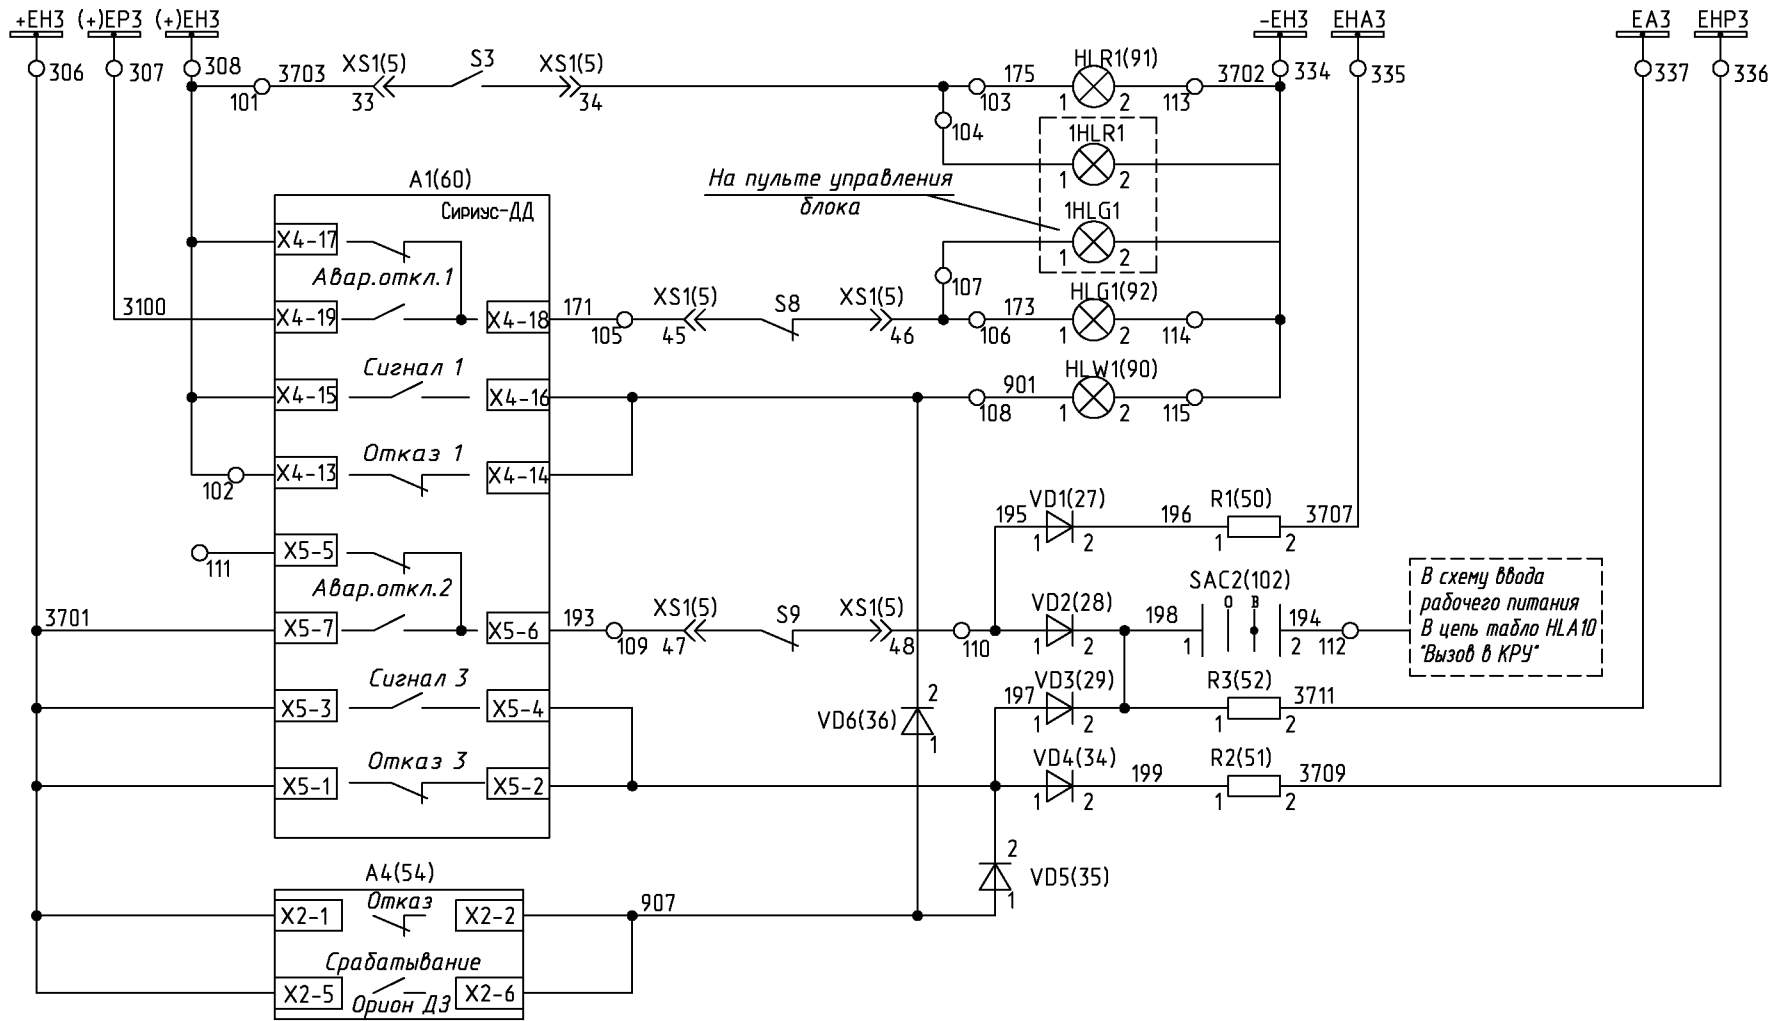 +EH3 (+)EP3 (+)EH3 -EH3 EHA3 EA3 EHP3
306 307 308 334 335 337 336
101 3703 XS1(5) 33 S3 XS1(5) 34 103 175 HLR1(91) 1 2 113 3702
104
1HLR1
1 2
На пульте управления
блока
1HLG1
1 2
107
A1(60)
Сириус-ДД
X4-17
Авар.откл.1
3100 X4-19 X4-18 171 105 XS1(5) 45 S8 XS1(5) 46 106 173 HLG1(92) 1 2 114
Сигнал 1
X4-15 X4-16 108 901 HLW1(90) 1 2 115
Отказ 1
102 X4-13 X4-14
195 VD1(27) 1 2 196 R1(50) 1 2 3707
111 X5-5
Авар.откл.2
3701 X5-7 X5-6 193 109 XS1(5) 47 S9 XS1(5) 48 110 VD2(28) 1 2 198 SAC2(102) О В 1 2 194 112
В схему ввода
рабочего питания
В цепь табло HLA10
"Вызов в КРУ"
Сигнал 3
X5-3 X5-4 VD6(36) 2 1 197 VD3(29) 1 2 R3(52) 1 2 3711
Отказ 3
X5-1 X5-2 VD4(34) 1 2 199 R2(51) 1 2 3709
2 VD5(35) 1
A4(54)
Отказ
X2-1 X2-2 907
Срабатывание
X2-5 X2-6
Орион ДЗ